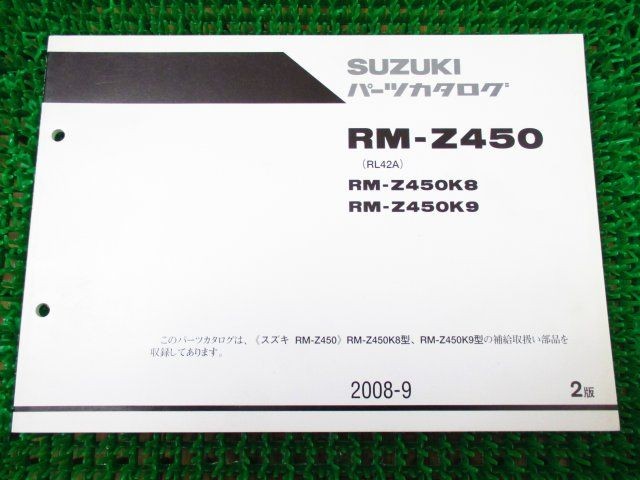 SUZUKI
パーツカタログ
RM-Z450
(RL42A)
RM-Z450K8
RM-Z450K9
このパーツカタログは、《スズキ RM-Z450》RM-Z450K8型、RM-Z450K9型の補給取扱い部品を
収録してあります。
2008-9 2版